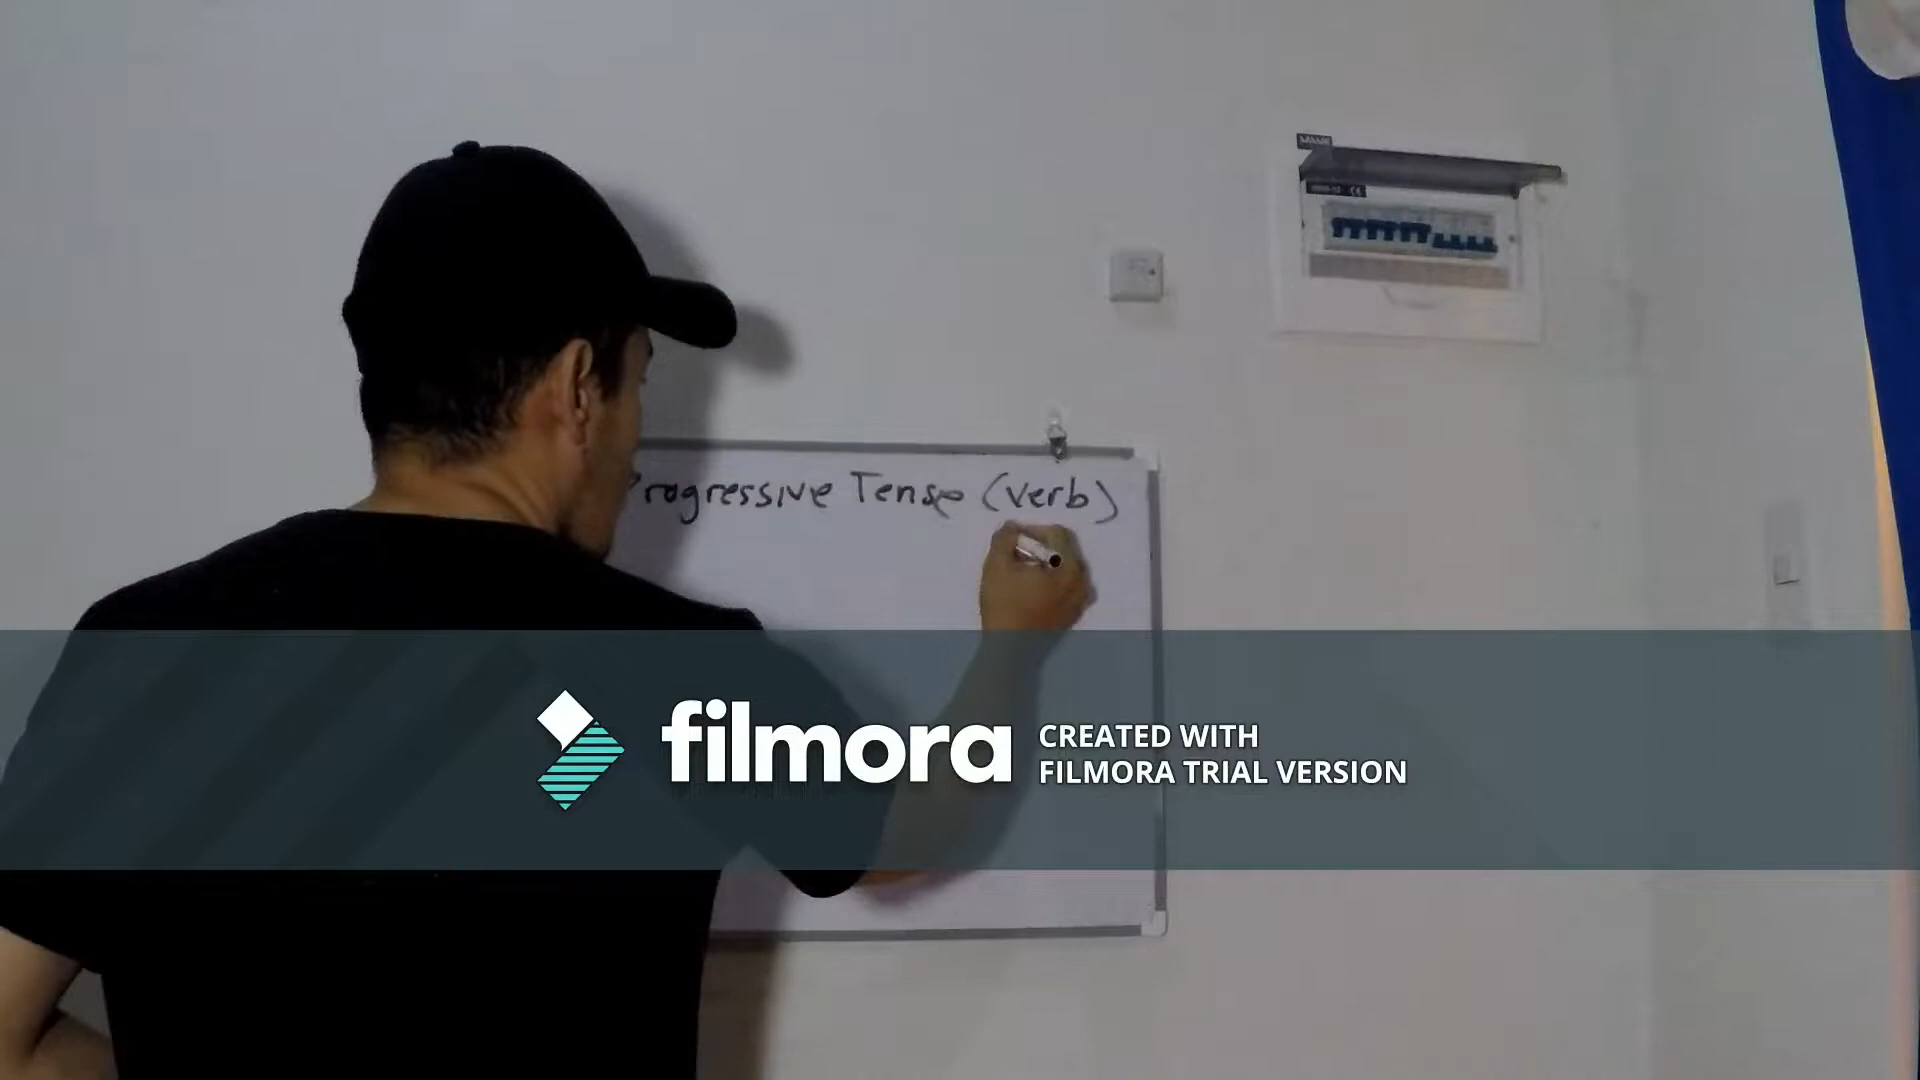 Progressive Tense (verb)
filmora
CREATED WITH
FILMORA TRIAL VERSION